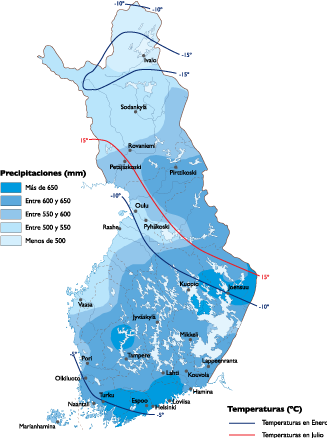 -10°
-10°
-15°
Ivalo
-15°
Sodankylä
15°
Rovaniemi
Petäjäskoski
Pirttikoski
Precipitaciones (mm)
Más de 650
Entre 600 y 650
Entre 550 y 600
Entre 500 y 550
Menos de 500
-10°
Oulu
Raahe
Pyhäkoski
15°
Kuopio
Joensuu
-10°
Vaasa
Jyväskylä
Mikkeli
-5°
Pori
Tampere
Lappeenranta
Lahti
Kouvola
Olkiluoto
Hamina
Turku
Loviisa
Naantali
Espoo
Helsinki
-5°
Marianhamina
Temperaturas (°C)
Temperaturas en Enero
Temperaturas en Julio